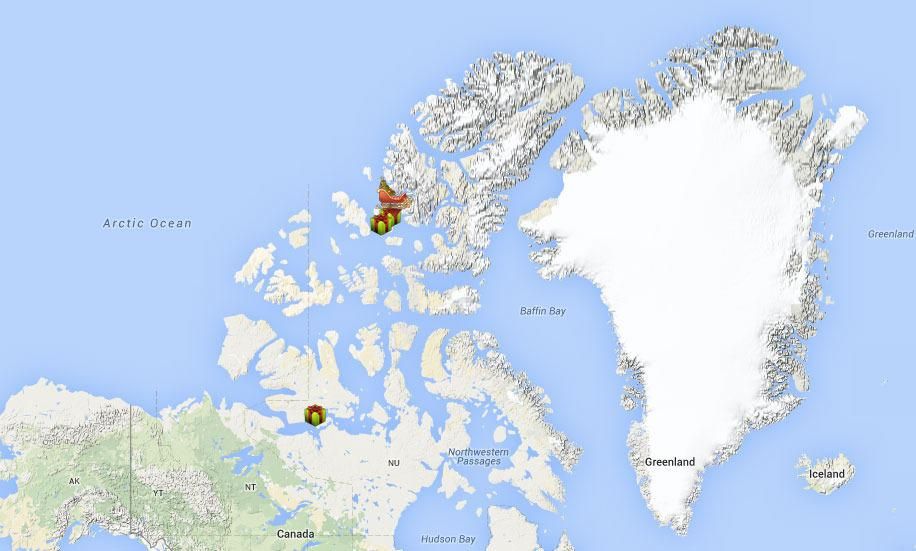 Arctic Ocean
Greenland
Baffin Bay
Northwestern
Passages
NU
Greenland
Iceland
AK
YT
NT
Canada
Hudson Bay